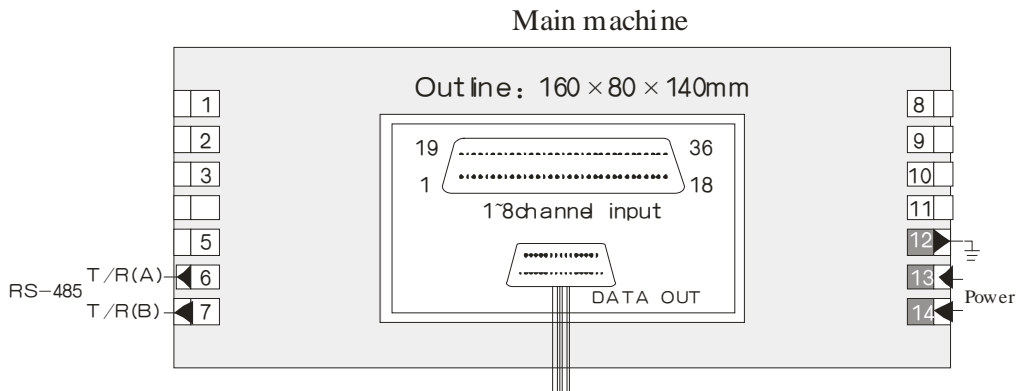 Main machine
Outline: 160 × 80 × 140mm
1
2
3
5
6
7
RS-485
T/R(A)
T/R(B)
19
36
1
18
1~8channel input
DATA OUT
8
9
10
11
12
13
14
Power